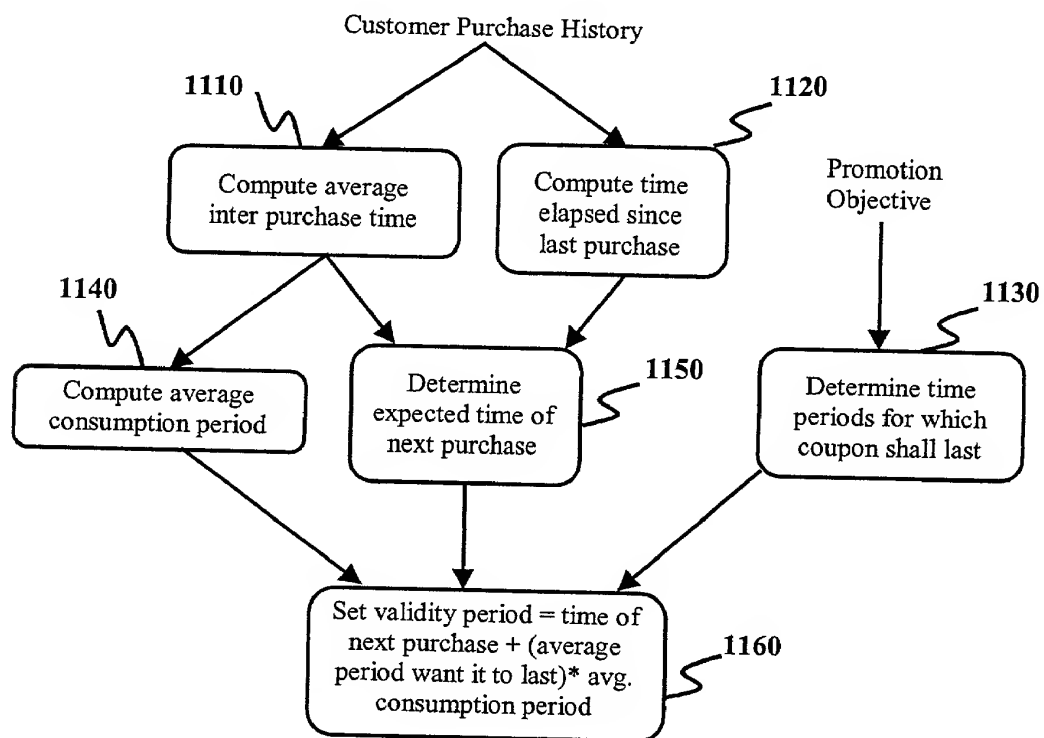 Customer Purchase History
1110
1120
Compute average
inter purchase time
Compute time
elapsed since
last purchase
Promotion
Objective
1140
1130
Compute average
consumption period
Determine
expected time of
next purchase
1150
Determine time
periods for which
coupon shall last
Set validity period = time of
next purchase + (average
period want it to last)* avg.
consumption period
1160